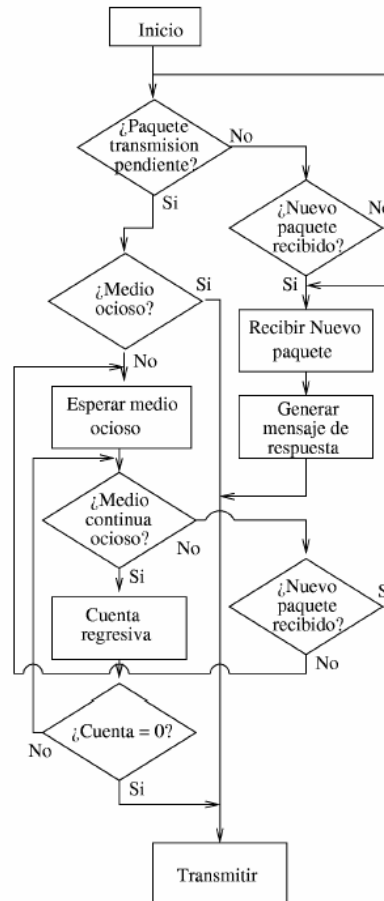 Inicio
¿Paquete
transmision
pendiente?
No
Si
¿Nuevo
paquete
recibido?
No
Si
¿Medio
ocioso?
Si
No
Recibir Nuevo
paquete
Esperar medio
ocioso
Generar
mensaje de
respuesta
¿Medio
continua
ocioso?
No
Si
¿Nuevo
paquete
recibido?
S
No
Cuenta
regresiva
¿Cuenta = 0?
No
Si
Transmitir